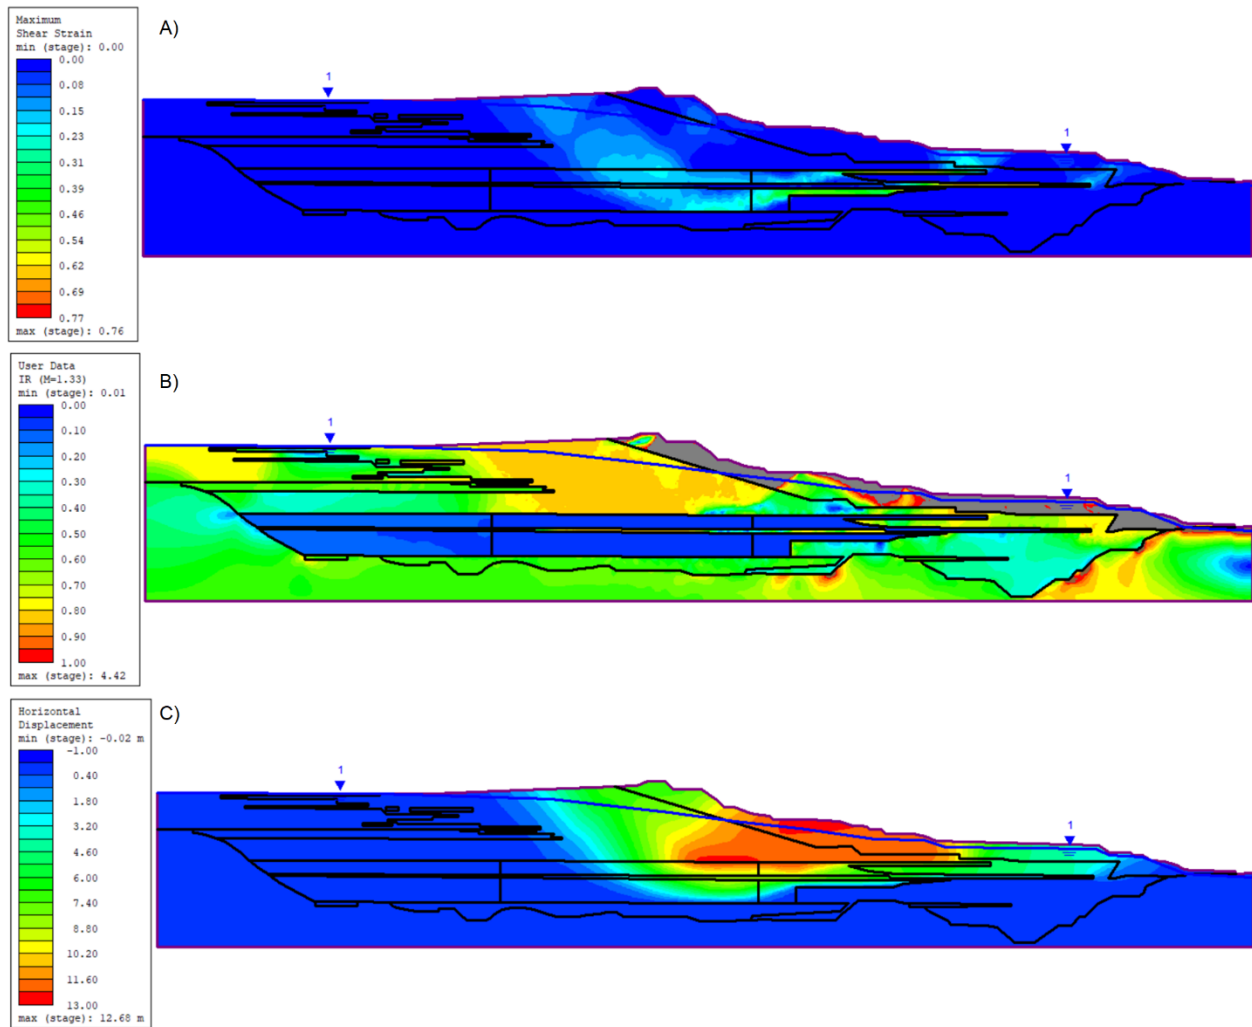 Maximum
Shear Strain
min (stage): 0.00
0.00
0.08
0.15
0.23
0.31
0.38
0.46
0.54
0.62
0.69
0.77
max (stage): 0.76
A)
1
1
User Data
IR (M=1.33)
min (stage): 0.01
0.00
0.10
0.20
0.30
0.40
0.50
0.60
0.70
0.80
0.90
1.00
max (stage): 4.42
B)
1
1
Horizontal
Displacement
min (stage): -0.02 m
-1.00
0.40
1.80
3.20
4.60
6.00
7.40
8.80
10.20
11.60
13.00
max (stage): 12.68 m
C)
1
1